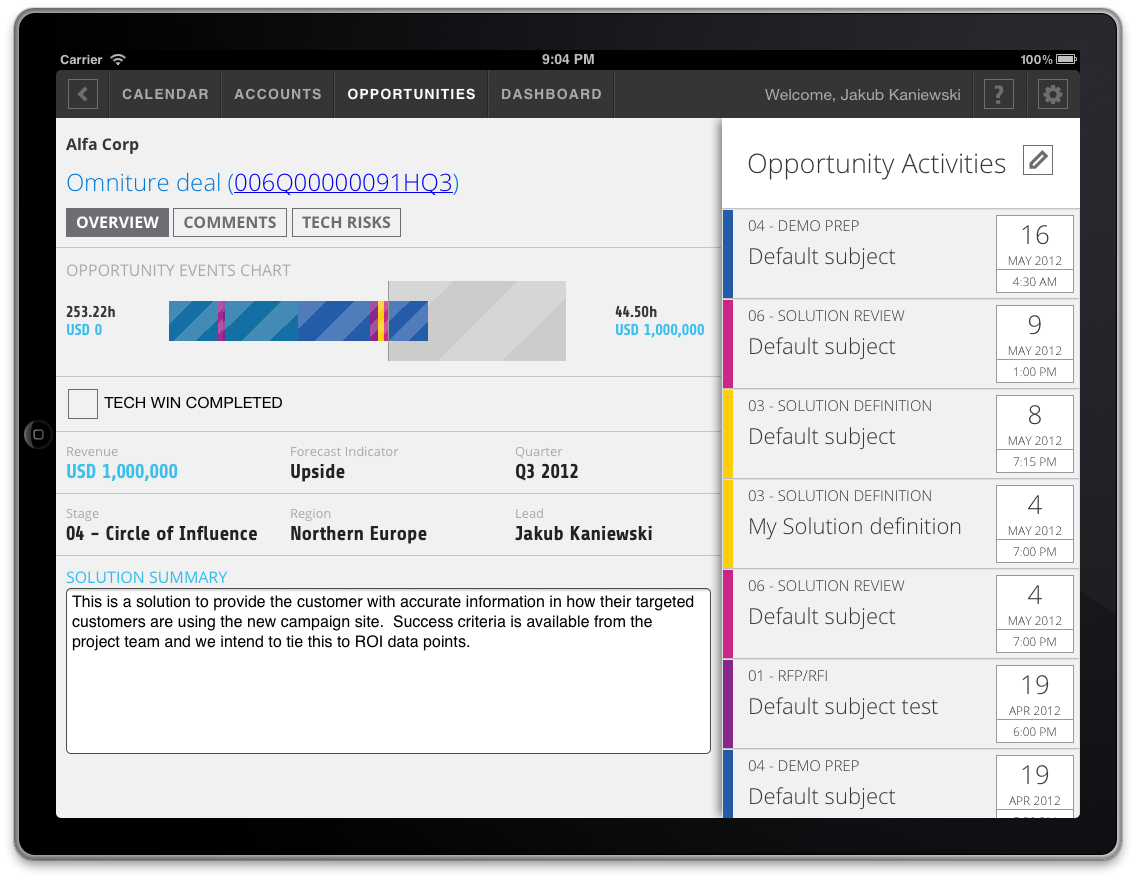 Carrier
9:04 PM
100%
CALENDAR
ACCOUNTS
OPPORTUNITIES
DASHBOARD
Welcome, Jakub Kaniewski
?
Alfa Corp
Omniture deal (006Q00000091HQ3)
OVERVIEW
COMMENTS
TECH RISKS
OPPORTUNITY EVENTS CHART
253.22h
USD 0
44.50h
USD 1,000,000
TECH WIN COMPLETED
Revenue
USD 1,000,000
Forecast Indicator
Upside
Quarter
Q3 2012
Stage
04 - Circle of Influence
Region
Northern Europe
Lead
Jakub Kaniewski
SOLUTION SUMMARY
This is a solution to provide the customer with accurate information in how their targeted
customers are using the new campaign site.  Success criteria is available from the
project team and we intend to tie this to ROI data points.
Opportunity Activities
04 - DEMO PREP
Default subject
16
MAY 2012
4:30 AM
06 - SOLUTION REVIEW
Default subject
9
MAY 2012
1:00 PM
03 - SOLUTION DEFINITION
Default subject
8
MAY 2012
7:15 PM
03 - SOLUTION DEFINITION
My Solution definition
4
MAY 2012
7:00 PM
06 - SOLUTION REVIEW
Default subject
4
MAY 2012
7:00 PM
01 - RFP/RFI
Default subject test
19
APR 2012
6:00 PM
04 - DEMO PREP
Default subject
19
APR 2012